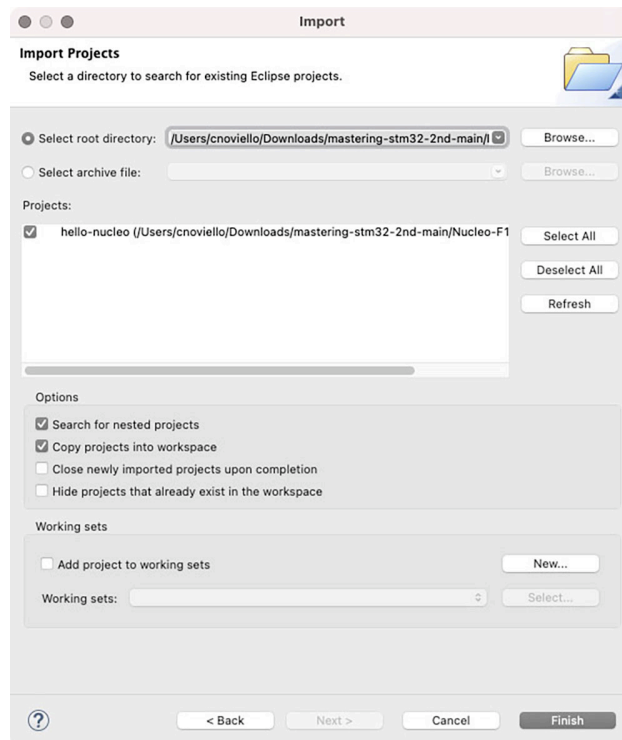 Import
Import Projects
Select a directory to search for existing Eclipse projects.
Select root directory: /Users/cnoviello/Downloads/mastering-stm32-2nd-main/ Browse...
Select archive file: Browse...
Projects:
hello-nucleo (/Users/cnoviello/Downloads/mastering-stm32-2nd-main/Nucleo-F1
Select All
Deselect All
Refresh
Options
Search for nested projects
Copy projects into workspace
Close newly imported projects upon completion
Hide projects that already exist in the workspace
Working sets
Add project to working sets New...
Working sets: Select...
? < Back Next > Cancel Finish